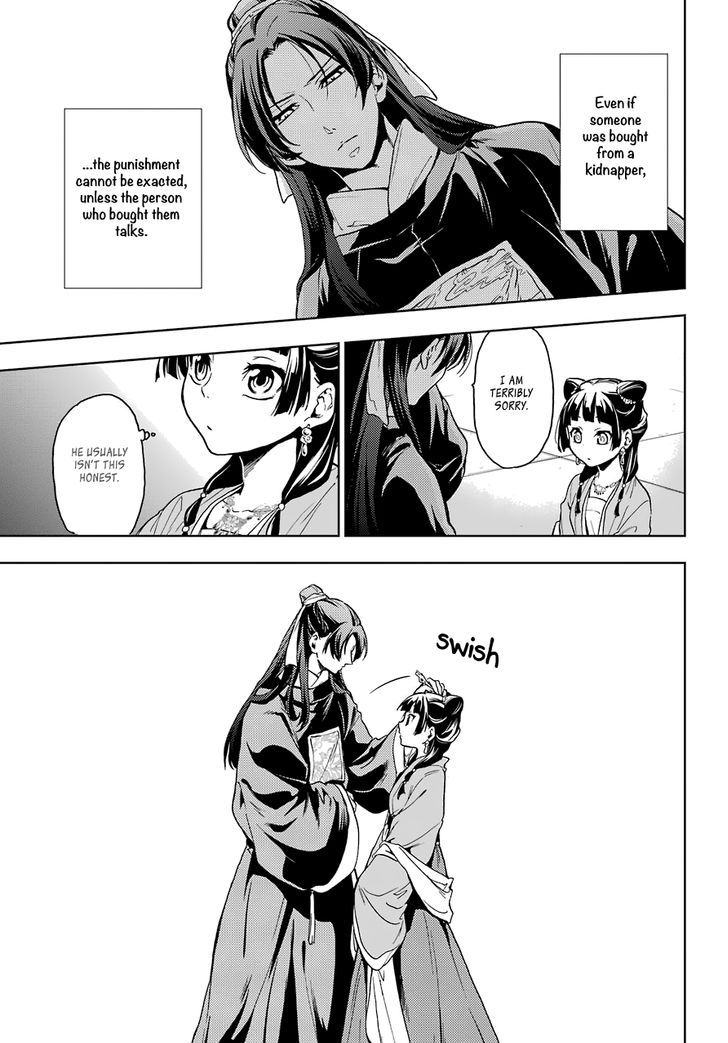 Even if
someone
was bought
from a
kidnapper,
...the punishment
cannot be exacted,
unless the person
who bought them
talks.
I AM
TERRIBLY
SORRY.
HE USUALLY
ISN'T THIS
HONEST.
swish